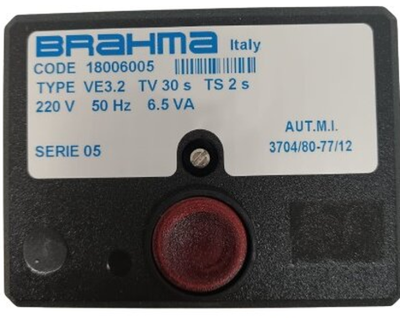 BRAHMA Italy
CODE 18006005
TYPE VE3.2 TV 30 s TS 2 s
220 V 50 Hz 6.5 VA
AUT.M.I.
SERIE 05 3704/80-77/12